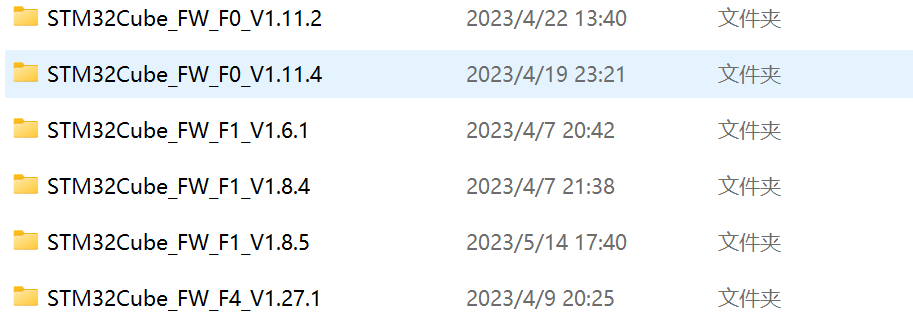 STM32Cube_FW_F0_V1.11.2 2023/4/22 13:40 文件夹
STM32Cube_FW_F0_V1.11.4 2023/4/19 23:21 文件夹
STM32Cube_FW_F1_V1.6.1 2023/4/7 20:42 文件夹
STM32Cube_FW_F1_V1.8.4 2023/4/7 21:38 文件夹
STM32Cube_FW_F1_V1.8.5 2023/5/14 17:40 文件夹
STM32Cube_FW_F4_V1.27.1 2023/4/9 20:25 文件夹